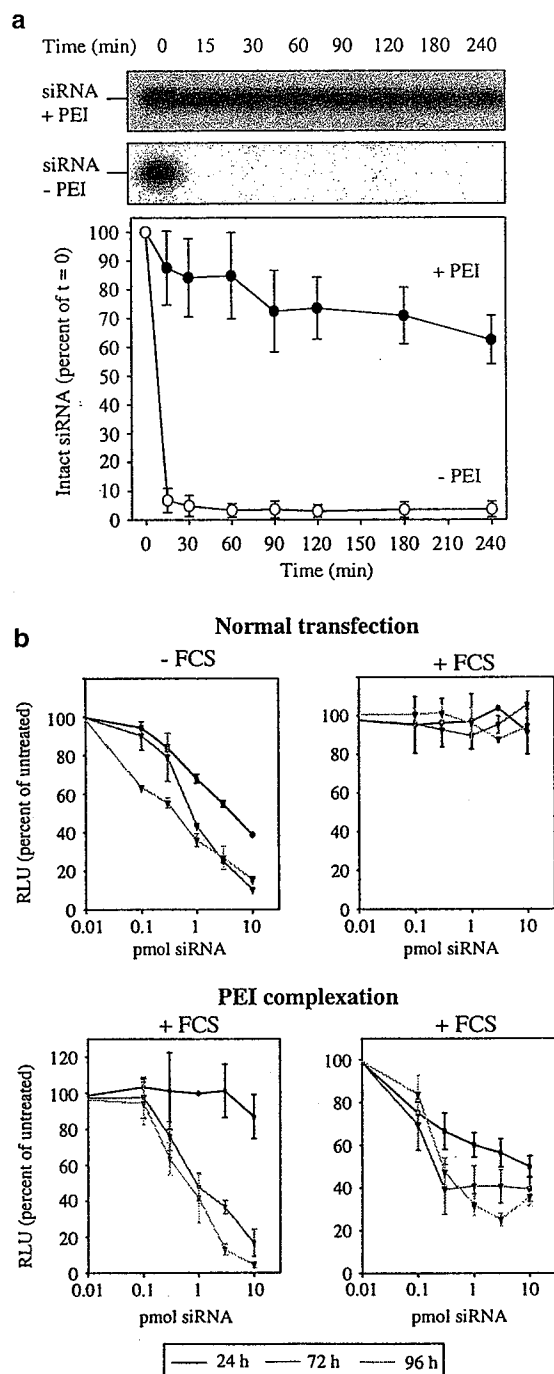 a
Time (min) 0 15 30 60 90 120 180 240
siRNA
+ PEI
siRNA
- PEI
Intact siRNA (percent of t = 0)
100
90
80
70
60
50
40
30
20
10
0
+ PEI
- PEI
0 30 60 90 120 150 180 210 240
Time (min)
b
Normal transfection
- FCS
+ FCS
RLU (percent of untreated)
100
80
60
40
20
0
0.01 0.1 1 10
pmol siRNA
100
80
60
40
20
0
0.01 0.1 1 10
pmol siRNA
PEI complexation
+ FCS
+ FCS
RLU (percent of untreated)
120
100
80
60
40
20
0
0.01 0.1 1 10
pmol siRNA
100
80
60
40
20
0
0.01 0.1 1 10
pmol siRNA
24 h 72 h 96 h